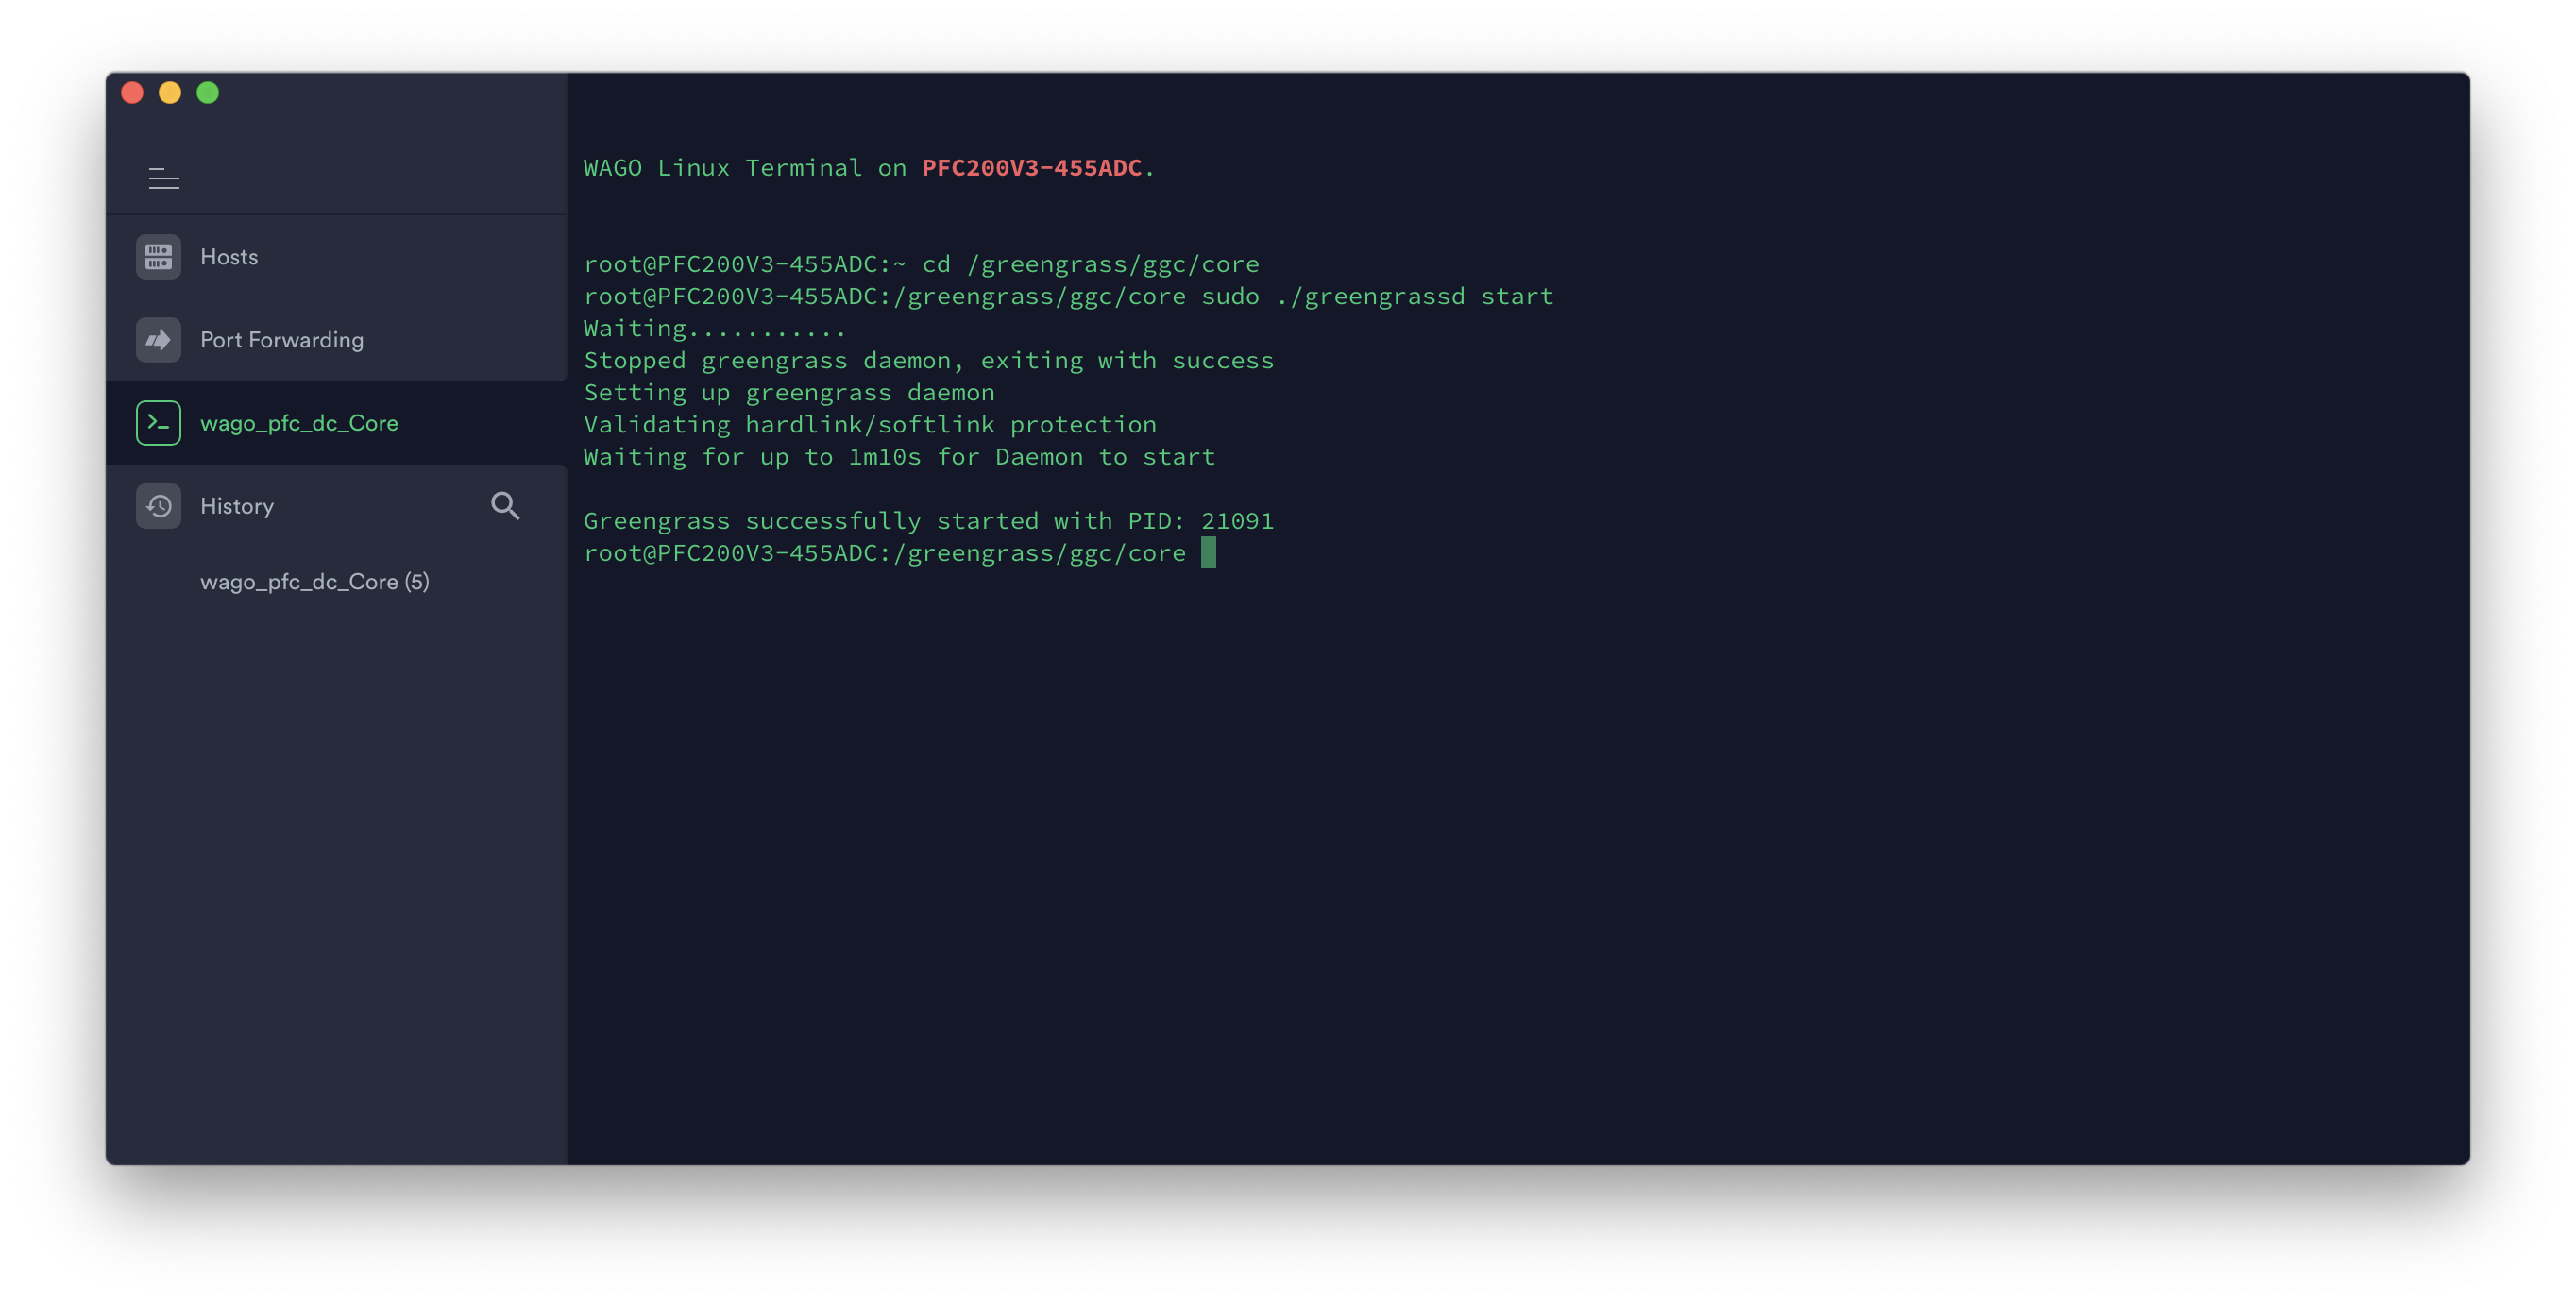 Hosts
Port Forwarding
wago_pfc_dc_Core
History
wago_pfc_dc_Core (5)
WAGO Linux Terminal on PFC200V3-455ADC.
root@PFC200V3-455ADC:~ cd /greengrass/ggc/core
root@PFC200V3-455ADC:/greengrass/ggc/core sudo ./greengrassd start
Waiting...........
Stopped greengrass daemon, exiting with success
Setting up greengrass daemon
Validating hardlink/softlink protection
Waiting for up to 1m10s for Daemon to start
Greengrass successfully started with PID: 21091
root@PFC200V3-455ADC:/greengrass/ggc/core